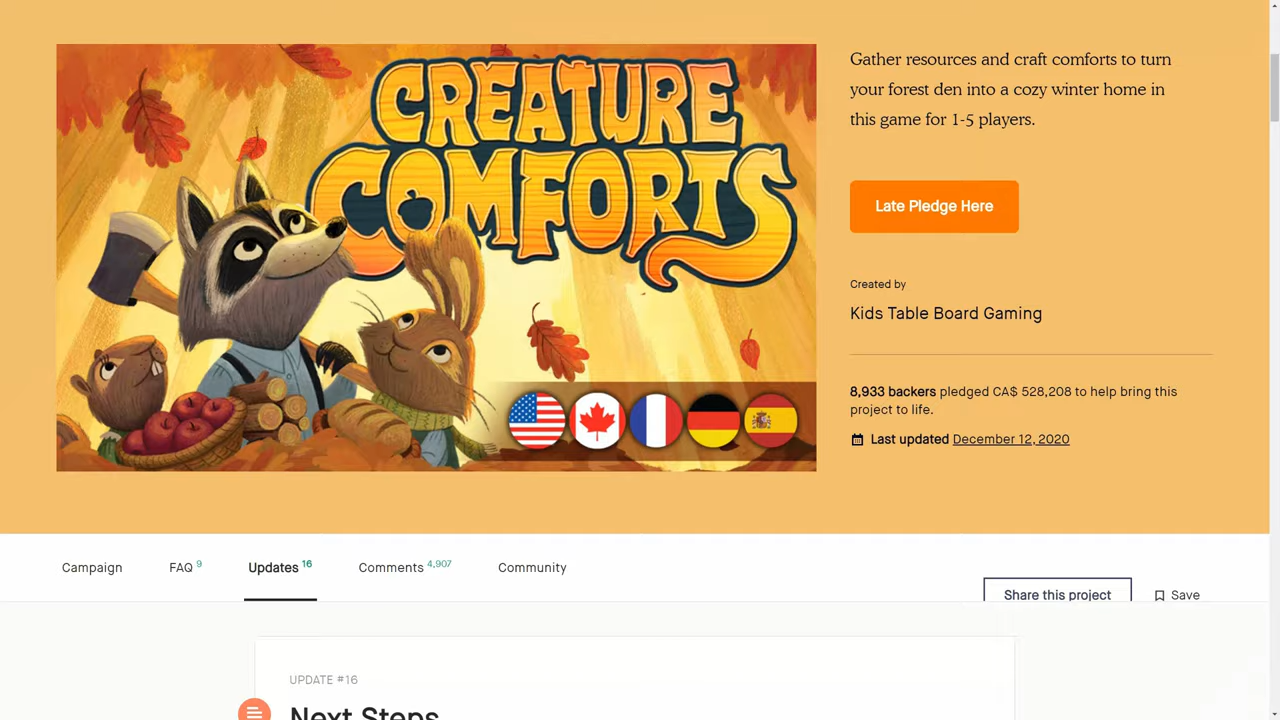 CREATURE
COMFORTS
Gather resources and craft comforts to turn
your forest den into a cozy winter home in
this game for 1-5 players.
Late Pledge Here
Created by
Kids Table Board Gaming
8,933 backers pledged CA$ 528,208 to help bring this
project to life.
Last updated December 12, 2020
Campaign
FAQ 9
Updates 16
Comments 4,907
Community
Share this project
Save
UPDATE #16
Next Steps